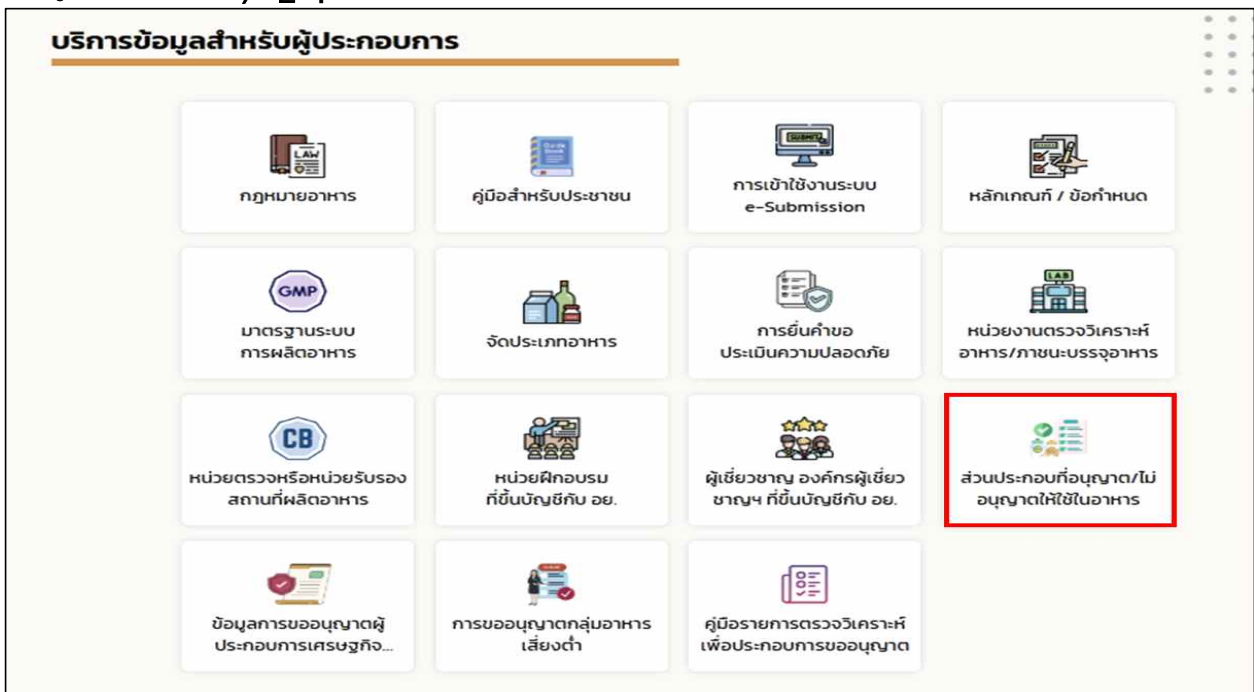 บริการข้อมูลสำหรับผู้ประกอบการ
LAW
กฎหมายอาหาร
Guide
Book
คู่มือสำหรับประชาชน
SUBMIT
การเข้าใช้งานระบบ
e-Submission
หลักเกณฑ์ / ข้อกำหนด
GMP
มาตรฐานระบบ
การผลิตอาหาร
จัดประเภทอาหาร
การยื่นคำขอ
ประเมินความปลอดภัย
LAB
หน่วยงานตรวจวิเคราะห์
อาหาร/ภาชนะบรรจุอาหาร
CB
หน่วยตรวจหรือหน่วยรับรอง
สถานที่ผลิตอาหาร
หน่วยฝึกอบรม
ที่ขึ้นบัญชีกับ อย.
ผู้เชี่ยวชาญ องค์กรผู้เชี่ยว
ชาญฯ ที่ขึ้นบัญชีกับ อย.
ส่วนประกอบที่อนุญาต/ไม่
อนุญาตให้ใช้ในอาหาร
ข้อมูลการขออนุญาตผู้
ประกอบการเศรษฐกิจ...
การขออนุญาตกลุ่มอาหาร
เสี่ยงต่ำ
คู่มือรายการตรวจวิเคราะห์
เพื่อประกอบการขออนุญาต